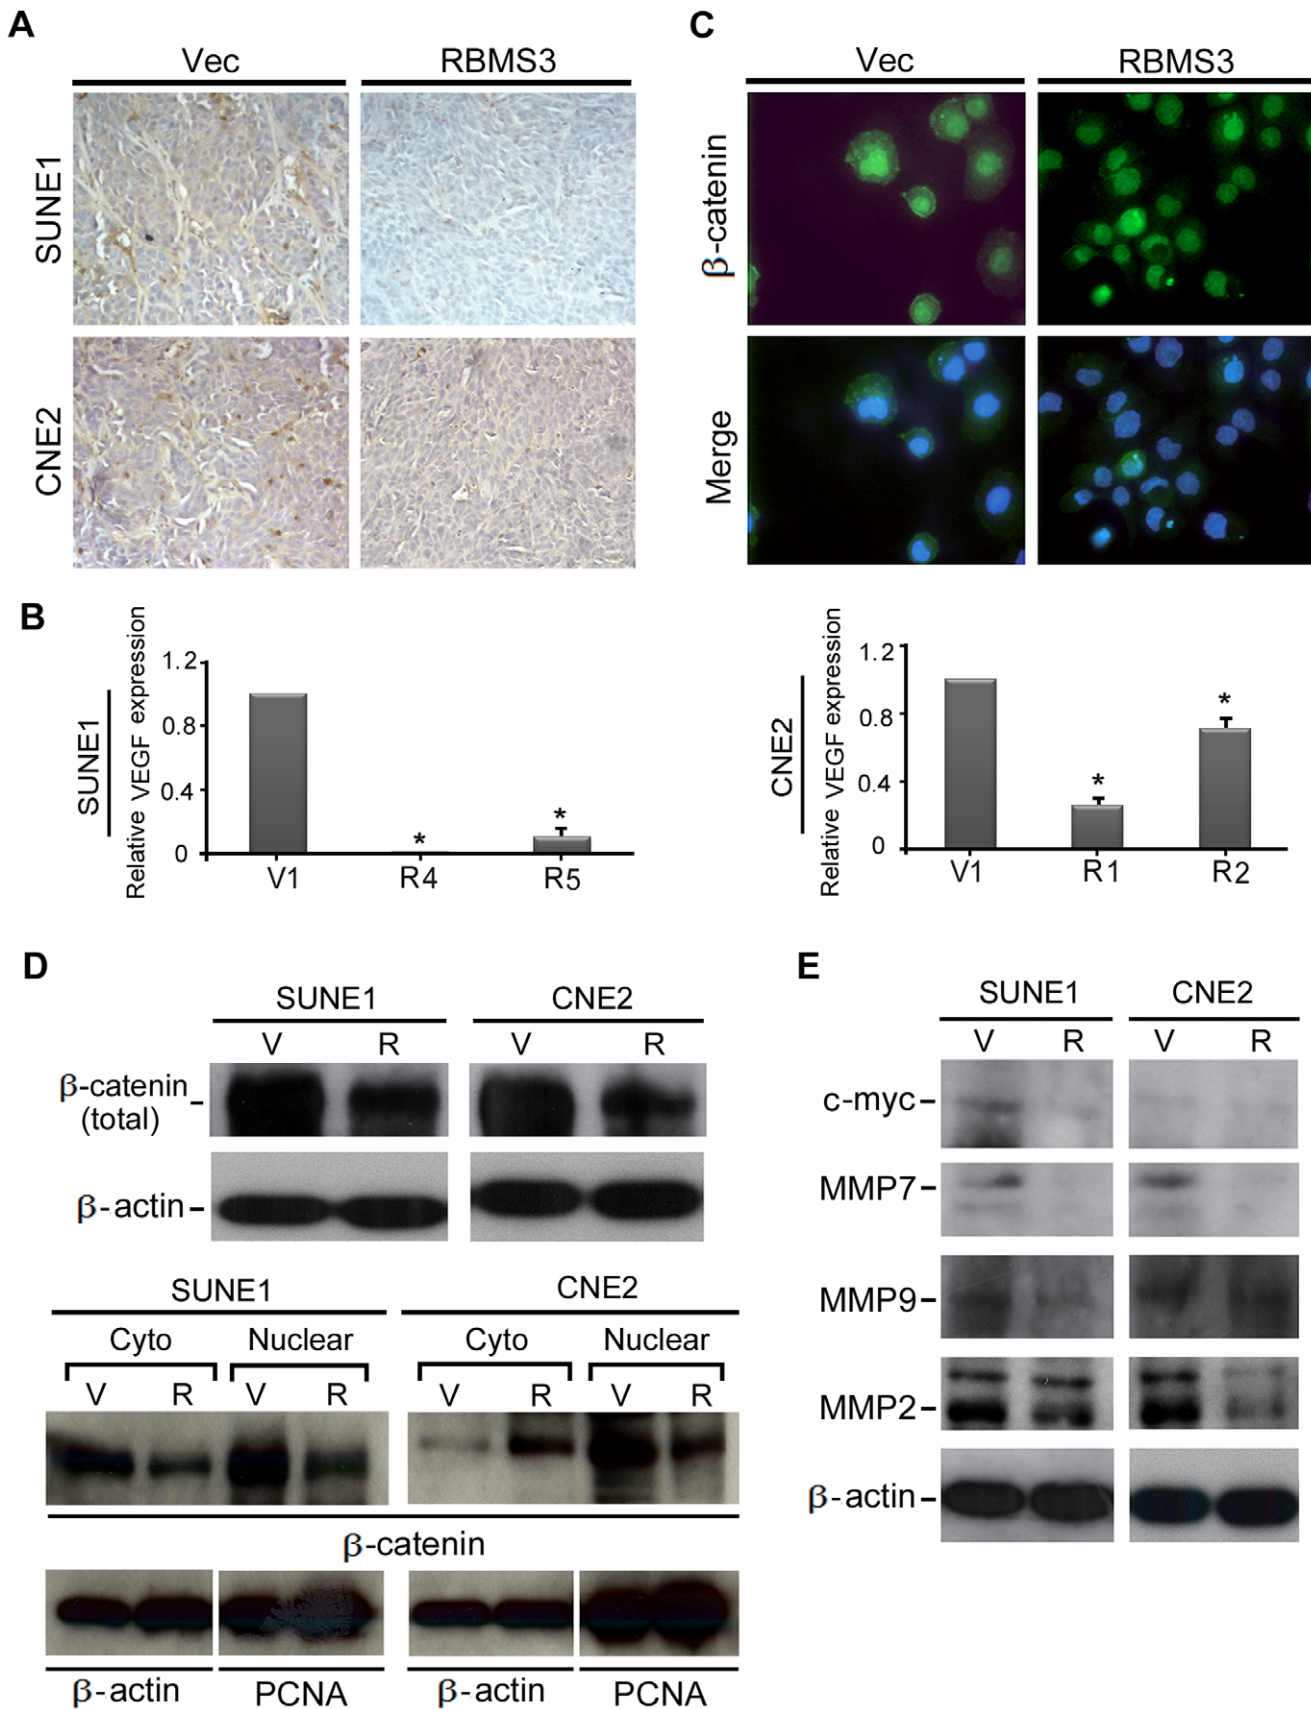 A
Vec
RBMS3
SUNE1
CNE2
C
Vec
RBMS3
β-catenin
Merge
B
SUNE1
Relative VEGF expression
1.2
0.8
0.4
0
*
*
V1
R4
R5
CNE2
Relative VEGF expression
1.2
0.8
0.4
0
*
*
V1
R1
R2
D
SUNE1
CNE2
V
R
V
R
β-catenin
(total)
β-actin
SUNE1
CNE2
Cyto
Nuclear
Cyto
Nuclear
V
R
V
R
V
R
V
R
β-catenin
β-actin
PCNA
β-actin
PCNA
E
SUNE1
CNE2
V
R
V
R
c-myc
MMP7
MMP9
MMP2
β-actin